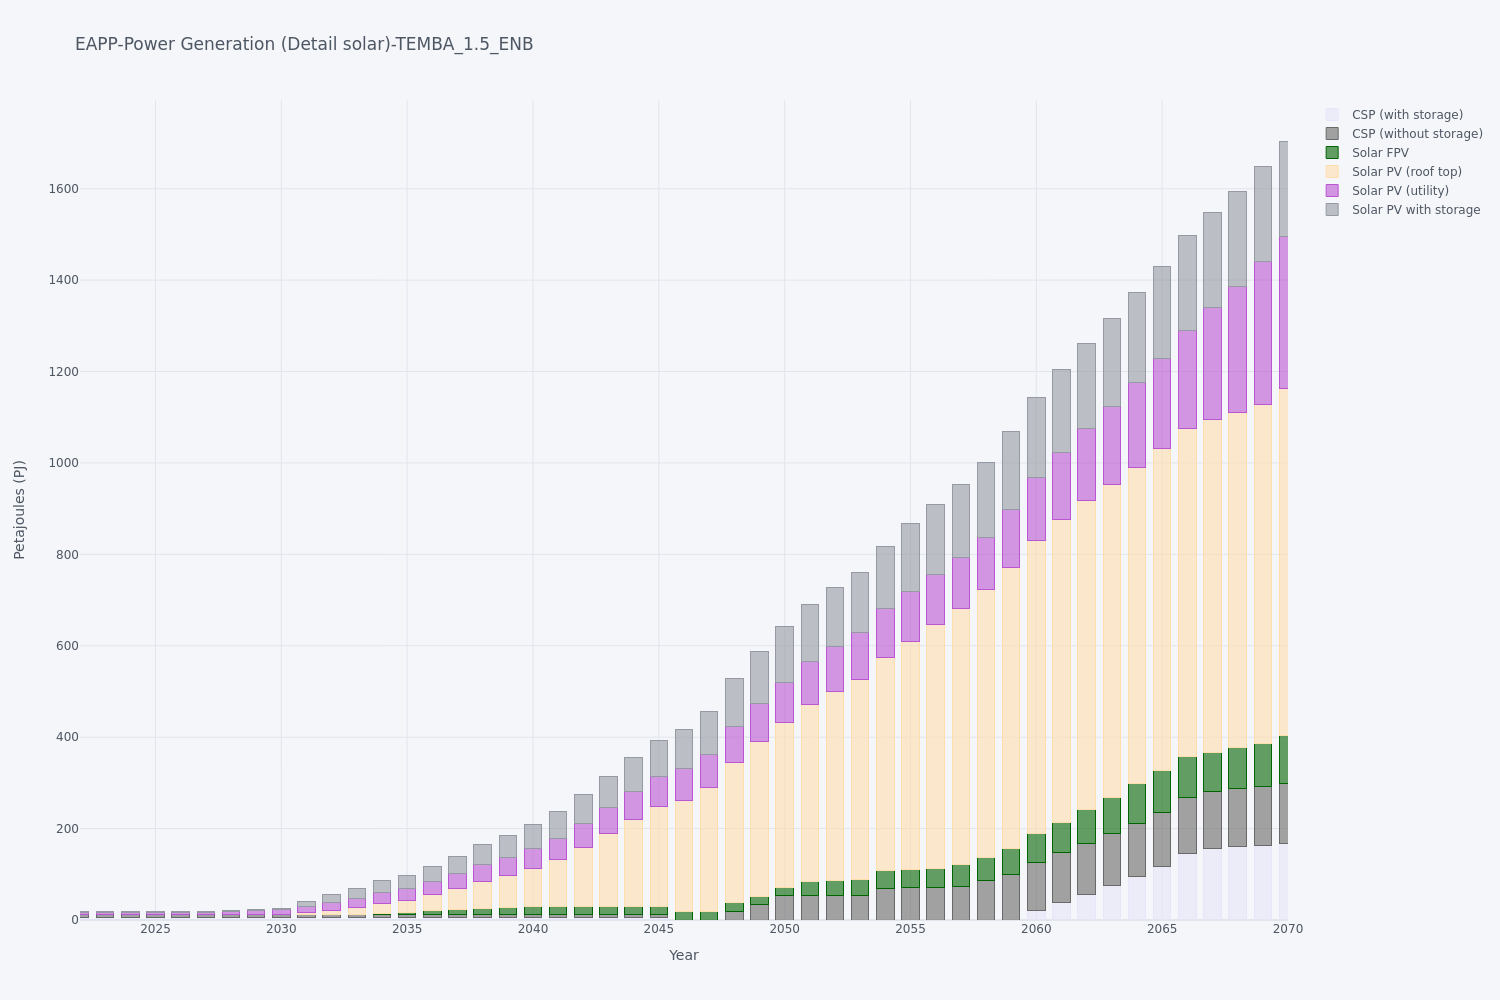 EAPP-Power Generation (Detail solar)-TEMBA_1.5_ENB
CSP (with storage)
CSP (without storage)
Solar FPV
Solar PV (roof top)
Solar PV (utility)
Solar PV with storage
1600
1400
1200
1000
800
600
400
200
0
Petajoules (PJ)
2025
2030
2035
2040
2045
2050
2055
2060
2065
2070
Year